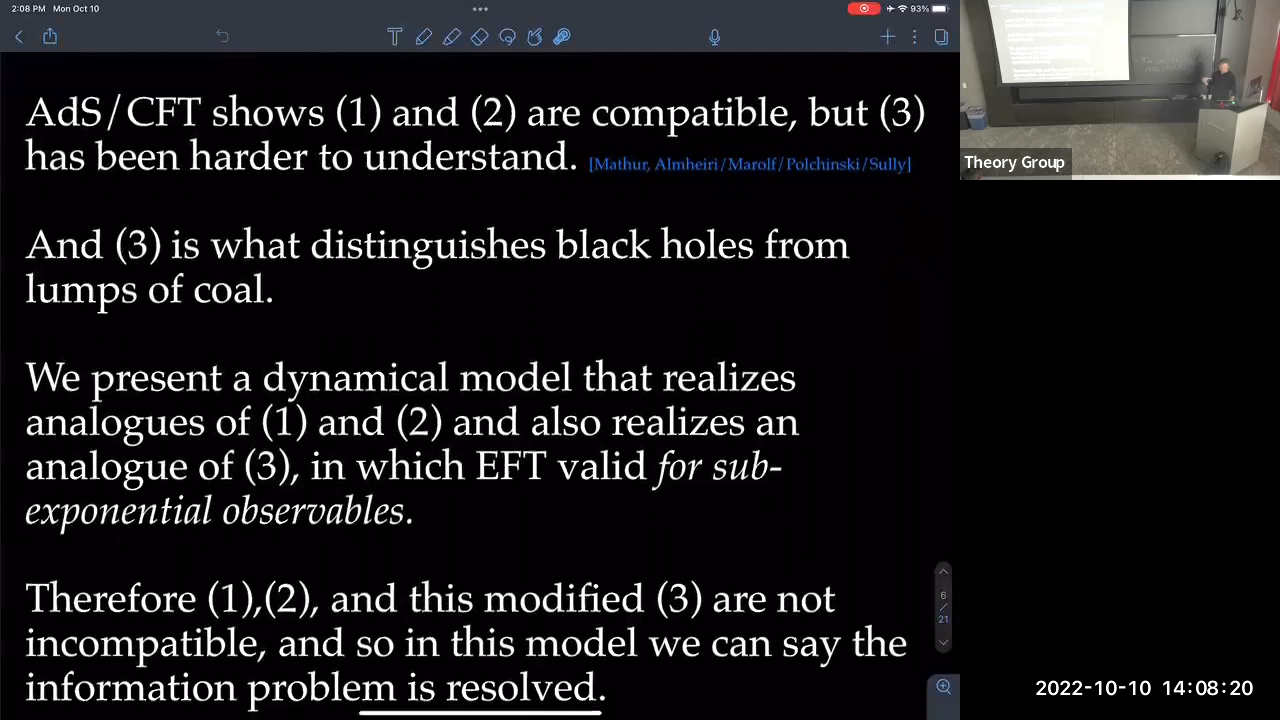 2:08 PM Mon Oct 10
93%
T
AdS/CFT shows (1) and (2) are compatible, but (3)
has been harder to understand. [Mathur, Almheiri/Marolf/Polchinski/Sully]
And (3) is what distinguishes black holes from
lumps of coal.
We present a dynamical model that realizes
analogues of (1) and (2) and also realizes an
analogue of (3), in which EFT valid for sub-
exponential observables.
Therefore (1),(2), and this modified (3) are not
incompatible, and so in this model we can say the
information problem is resolved.
6
/
21
Theory Group
2022-10-10 14:08:20